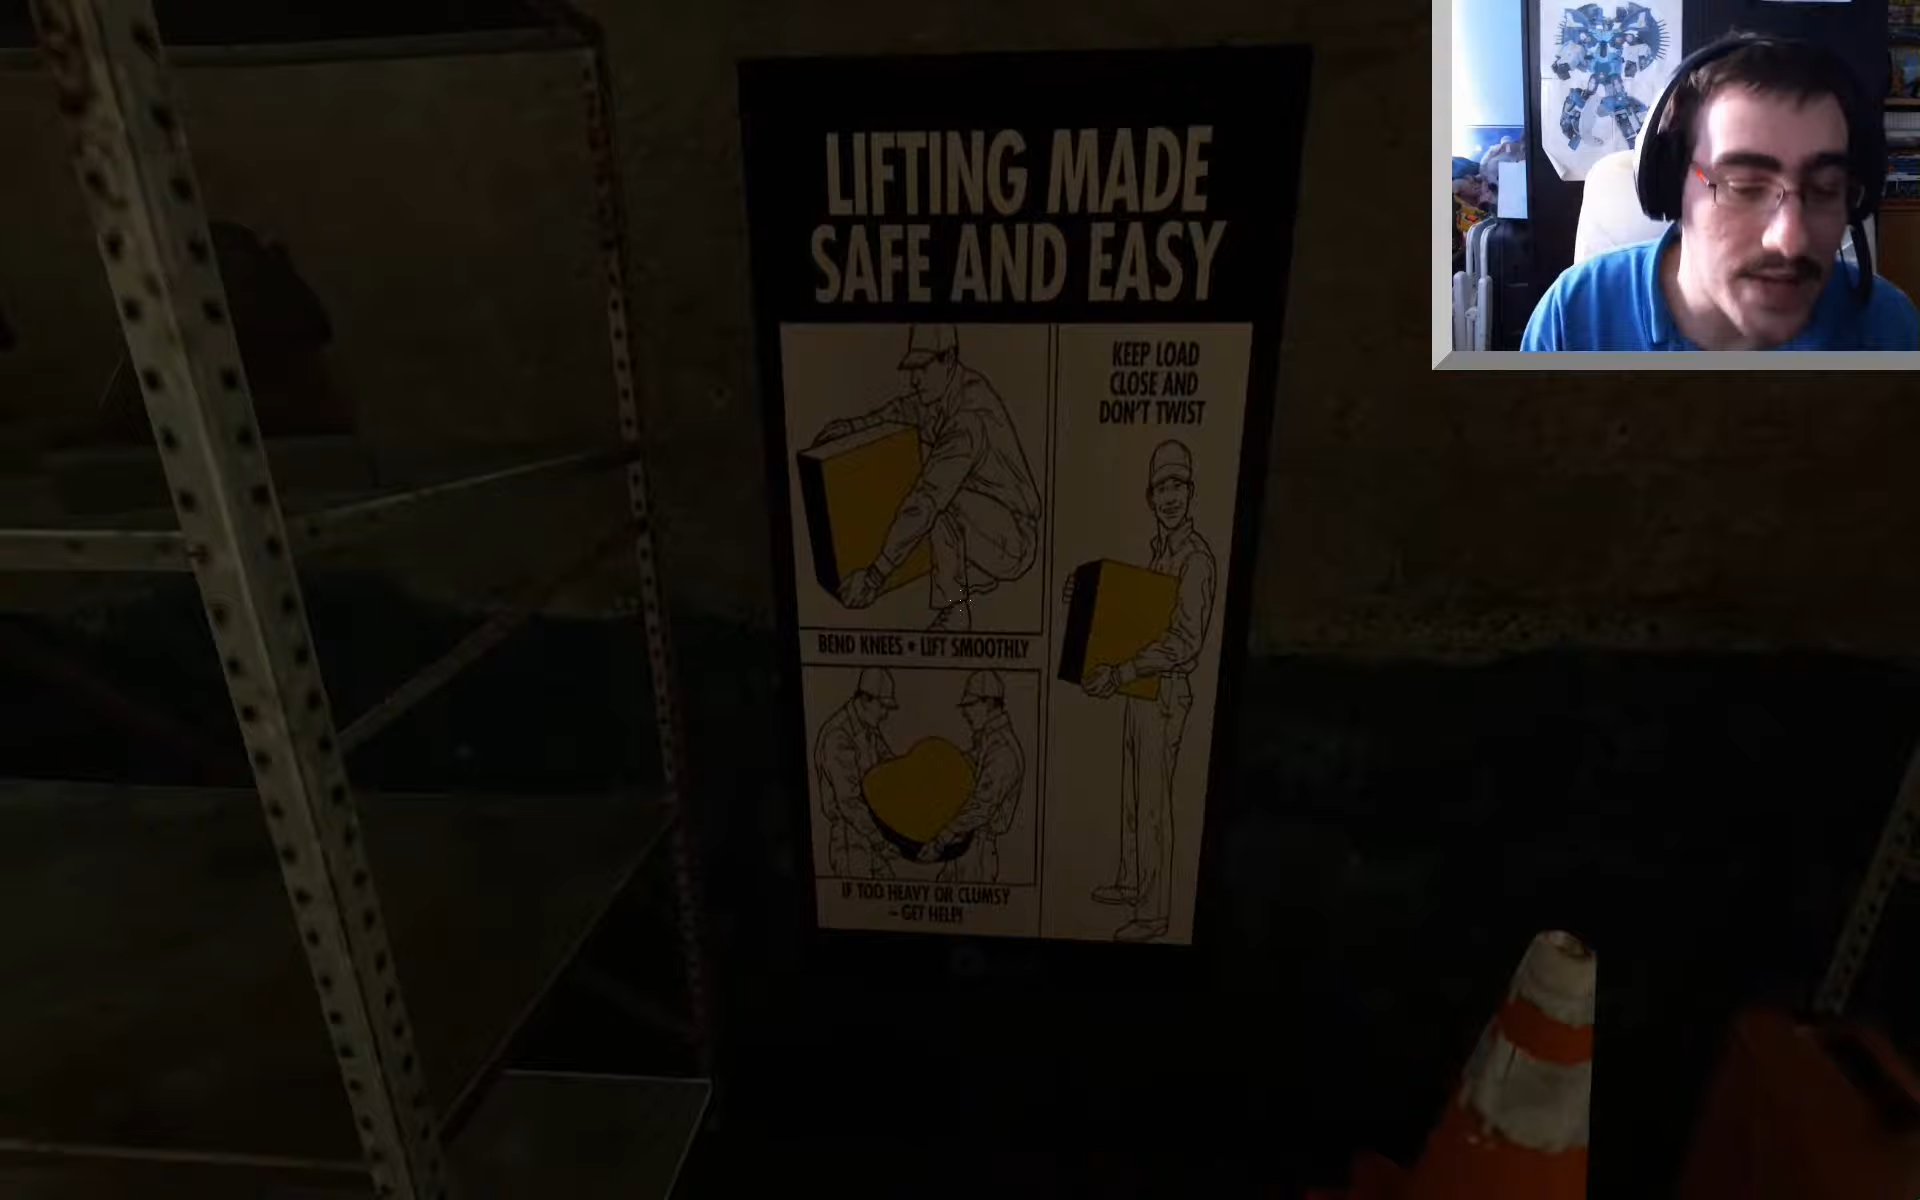 LIFTING MADE
SAFE AND EASY
BEND KNEES • LIFT SMOOTHLY
IF TOO HEAVY OR CLUMSY
- GET HELP!
KEEP LOAD
CLOSE AND
DON'T TWIST